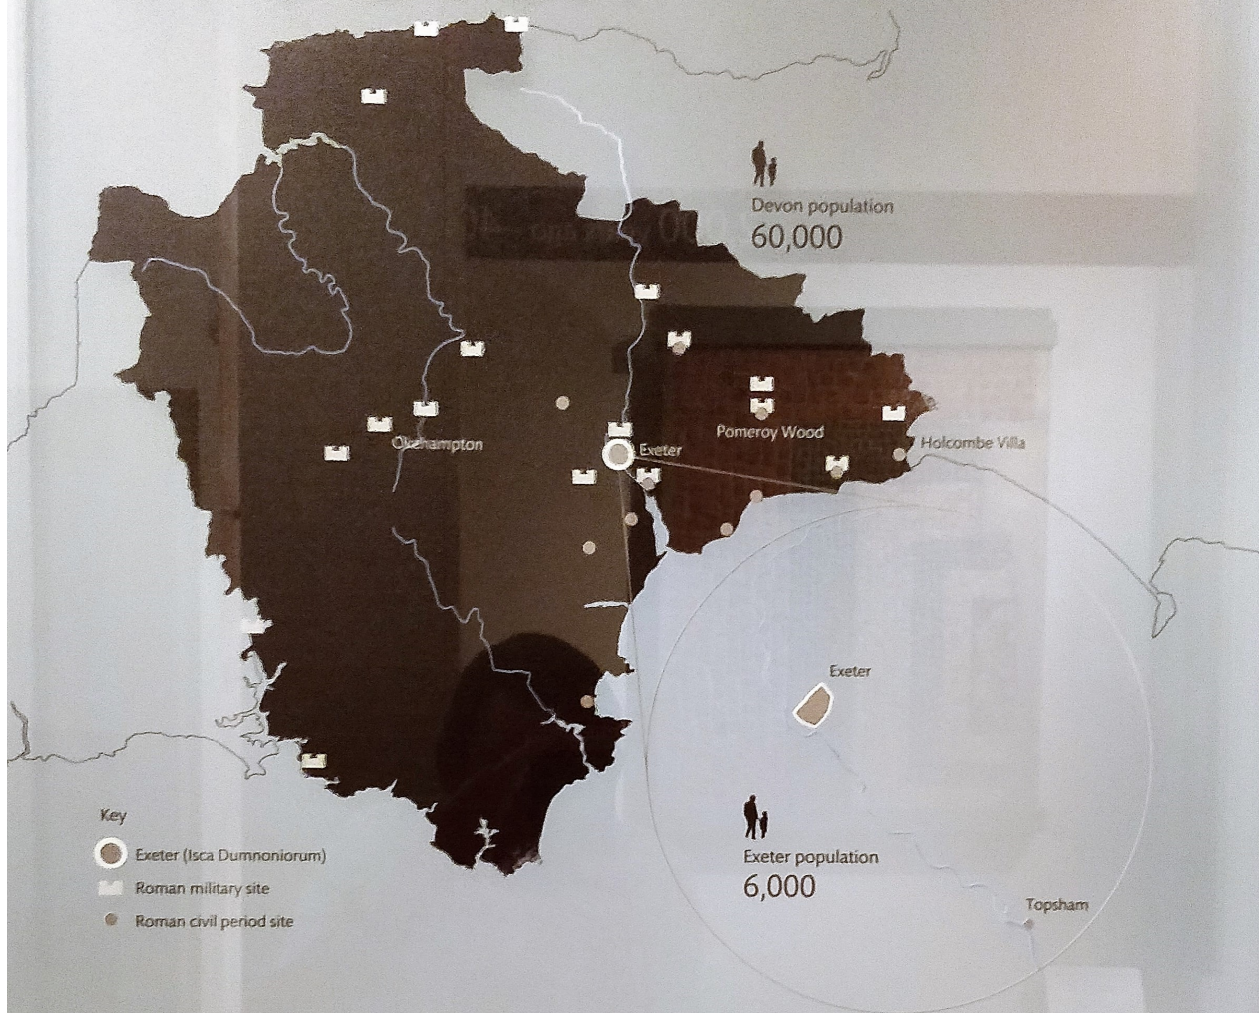 Devon population
60,000
Okehampton
Exeter
Pomeroy Wood
Holcombe Villa
Exeter
Exeter population
6,000
Topsham
Key
Exeter (Isca Dumnoniorum)
Roman military site
Roman civil period site